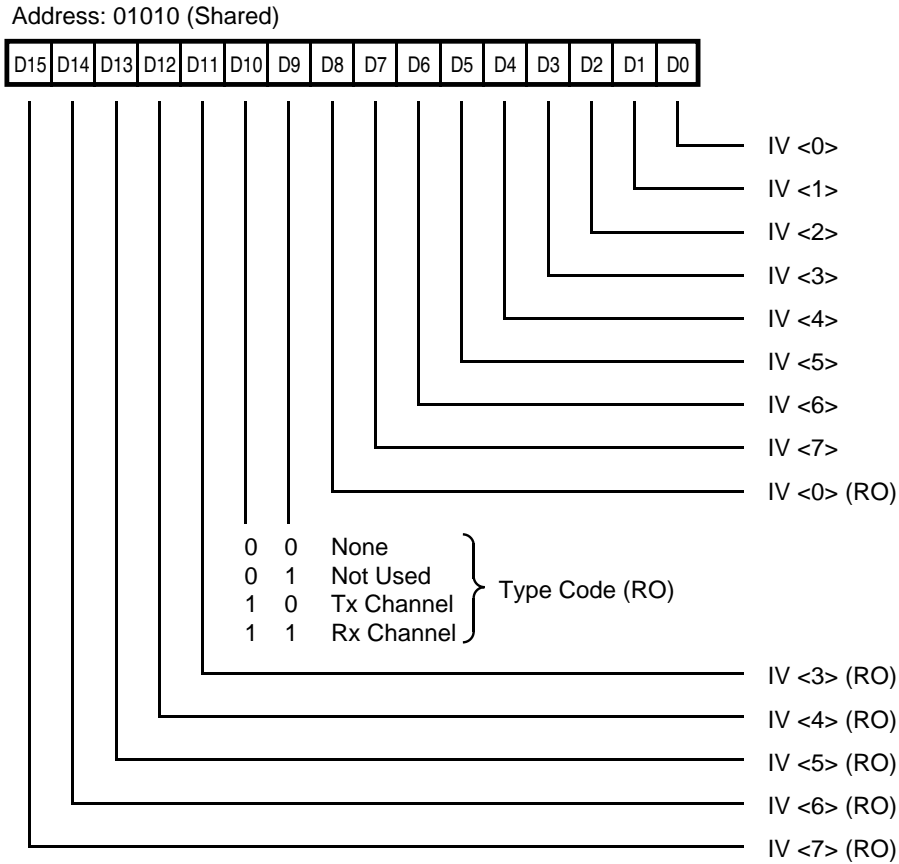 Address: 01010 (Shared)
D15 D14 D13 D12 D11 D10 D9 D8 D7 D6 D5 D4 D3 D2 D1 D0
IV <0>
IV <1>
IV <2>
IV <3>
IV <4>
IV <5>
IV <6>
IV <7>
IV <0> (RO)
0 0 None
0 1 Not Used
1 0 Tx Channel
1 1 Rx Channel
Type Code (RO)
IV <3> (RO)
IV <4> (RO)
IV <5> (RO)
IV <6> (RO)
IV <7> (RO)